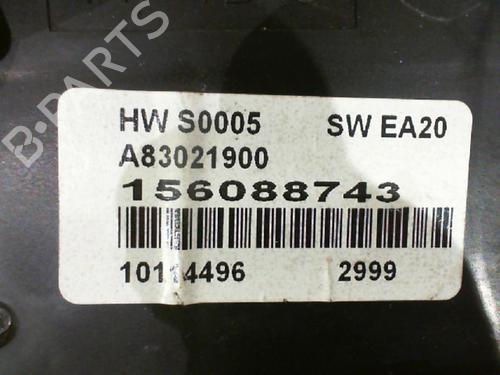 HW S0005 SW EA20
A83021900
156088743
10114496 2999
B-PARTS